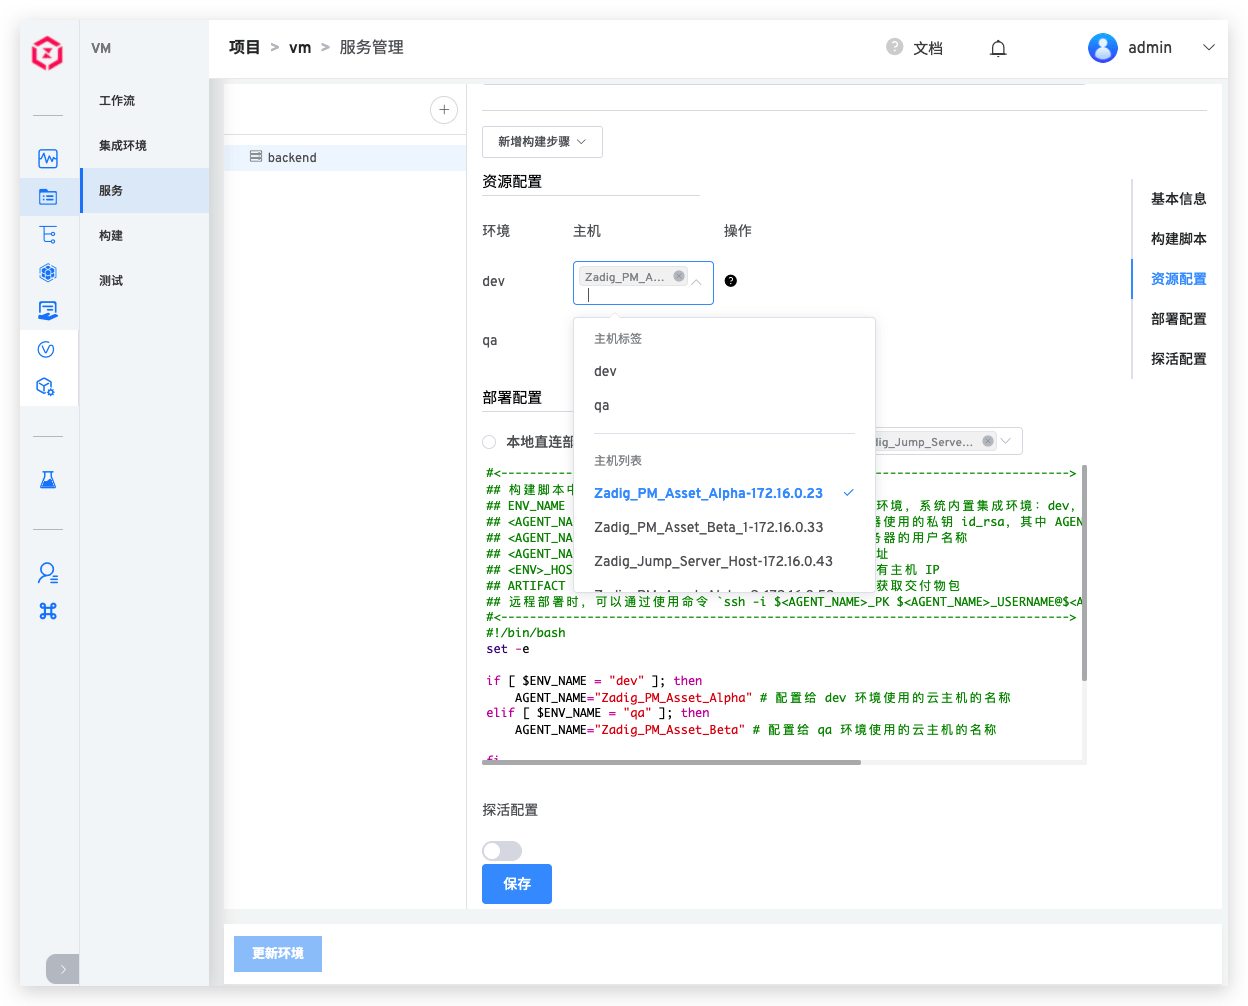 VM
项目 > vm > 服务管理
? 文档
admin
工作流
集成环境
服务
构建
测试
backend
新增构建步骤
资源配置
环境 主机 操作
dev Zadig_PM_A...
qa
主机标签
dev
qa
主机列表
Zadig_PM_Asset_Alpha-172.16.0.23
Zadig_PM_Asset_Beta_1-172.16.0.33
Zadig_Jump_Server_Host-172.16.0.43
基本信息
构建脚本
资源配置
部署配置
探活配置
部署配置
本地直连部 dig_Jump_Serve...
#<------------------------------------------------------------------------------->
## 构建脚本中 
## ENV_NAME 环境，系统内置集成环境：dev，
## <AGENT_NA 器使用的私钥 id_rsa，其中 AGEN
## <AGENT_NA 务器的用户名称
## <AGENT_NA 址
## <ENV>_HOS 有主机 IP
## ARTIFACT 获取交付物包
## 远程部署时，可以通过使用命令 `ssh -i $<AGENT_NAME>_PK $<AGENT_NAME>_USERNAME@$<A
#<------------------------------------------------------------------------------->
#!/bin/bash
set -e
if [ $ENV_NAME = "dev" ]; then
AGENT_NAME="Zadig_PM_Asset_Alpha" # 配置给 dev 环境使用的云主机的名称
elif [ $ENV_NAME = "qa" ]; then
AGENT_NAME="Zadig_PM_Asset_Beta" # 配置给 qa 环境使用的云主机的名称
fi
探活配置
保存
更新环境